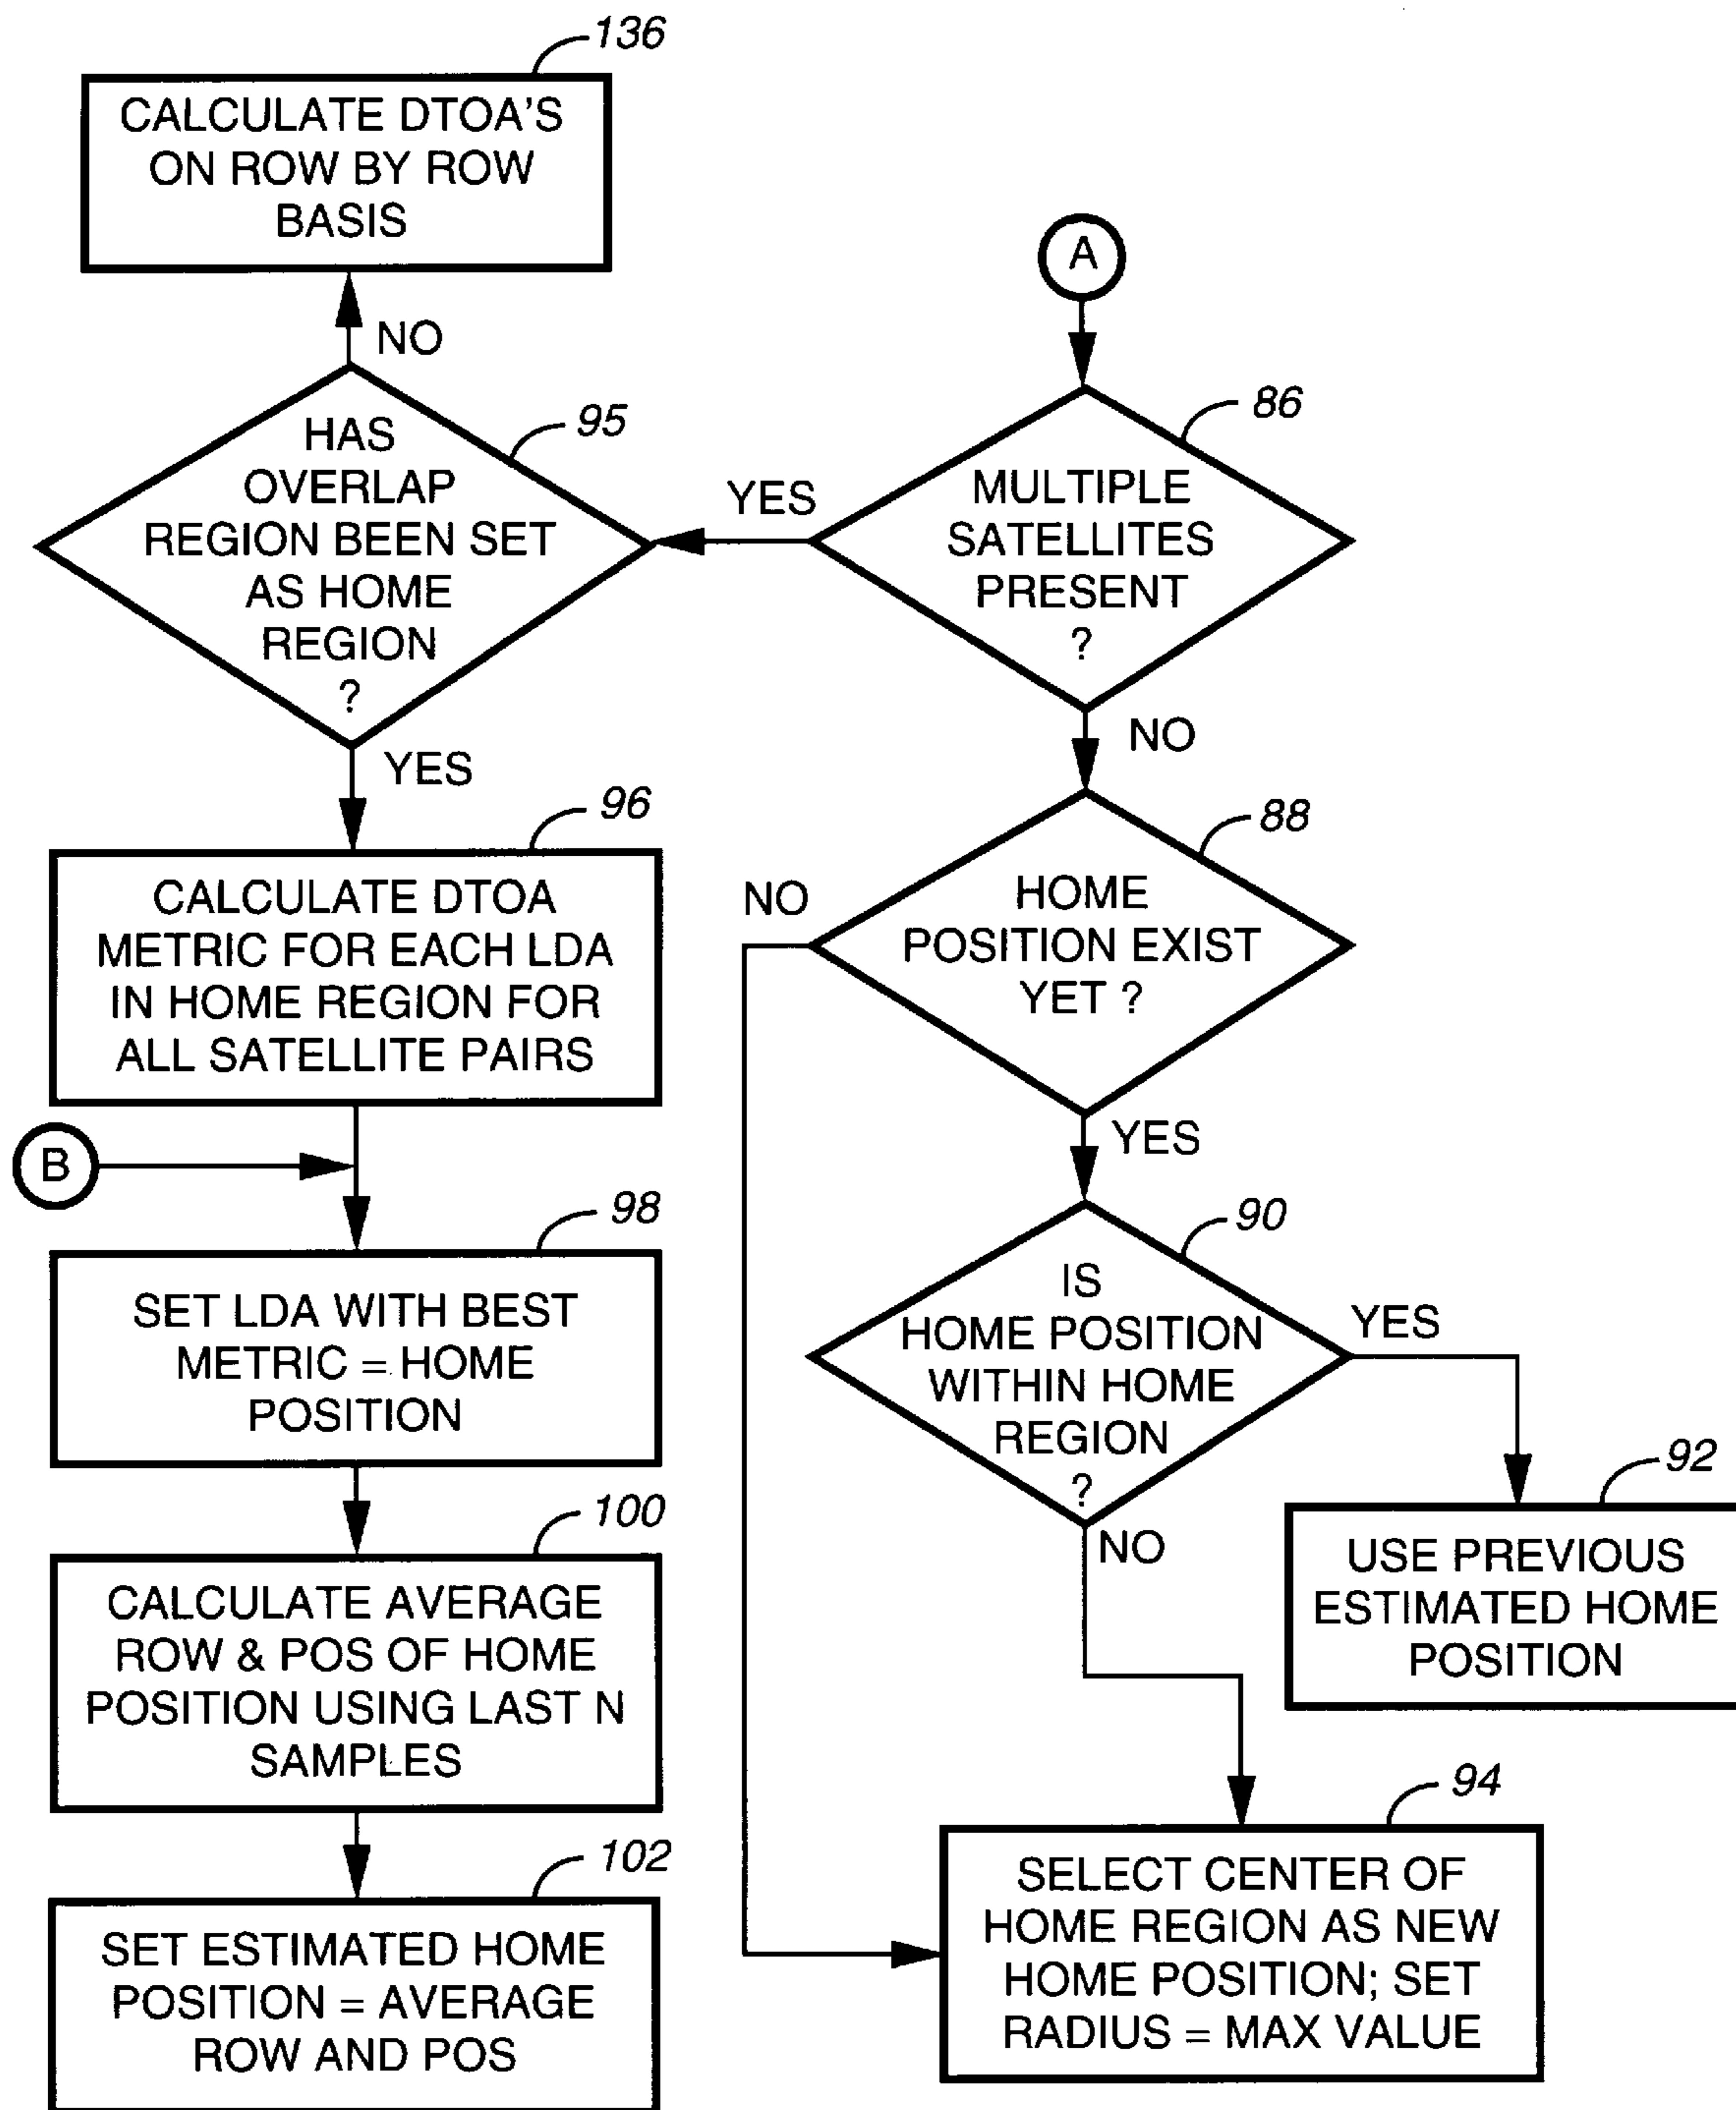 136
CALCULATE DTOA'S
ON ROW BY ROW
BASIS
NO
HAS
OVERLAP
REGION BEEN SET
AS HOME
REGION
?
95
YES
96
CALCULATE DTOA
METRIC FOR EACH LDA
IN HOME REGION FOR
ALL SATELLITE PAIRS
B
98
SET LDA WITH BEST
METRIC = HOME
POSITION
100
CALCULATE AVERAGE
ROW & POS OF HOME
POSITION USING LAST N
SAMPLES
102
SET ESTIMATED HOME
POSITION = AVERAGE
ROW AND POS
A
86
YES
MULTIPLE
SATELLITES
PRESENT
?
NO
88
NO
HOME
POSITION EXIST
YET ?
YES
90
IS
HOME POSITION
WITHIN HOME
REGION
?
YES
NO
92
USE PREVIOUS
ESTIMATED HOME
POSITION
94
SELECT CENTER OF
HOME REGION AS NEW
HOME POSITION; SET
RADIUS = MAX VALUE